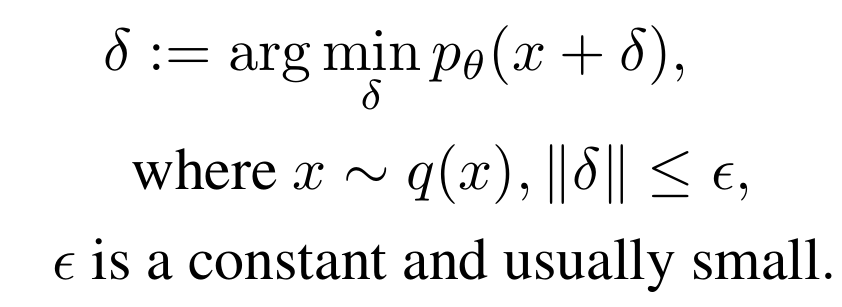 δ := arg min_δ p_θ(x + δ),
where x ∼ q(x), ‖δ‖ ≤ ϵ,
ϵ is a constant and usually small.